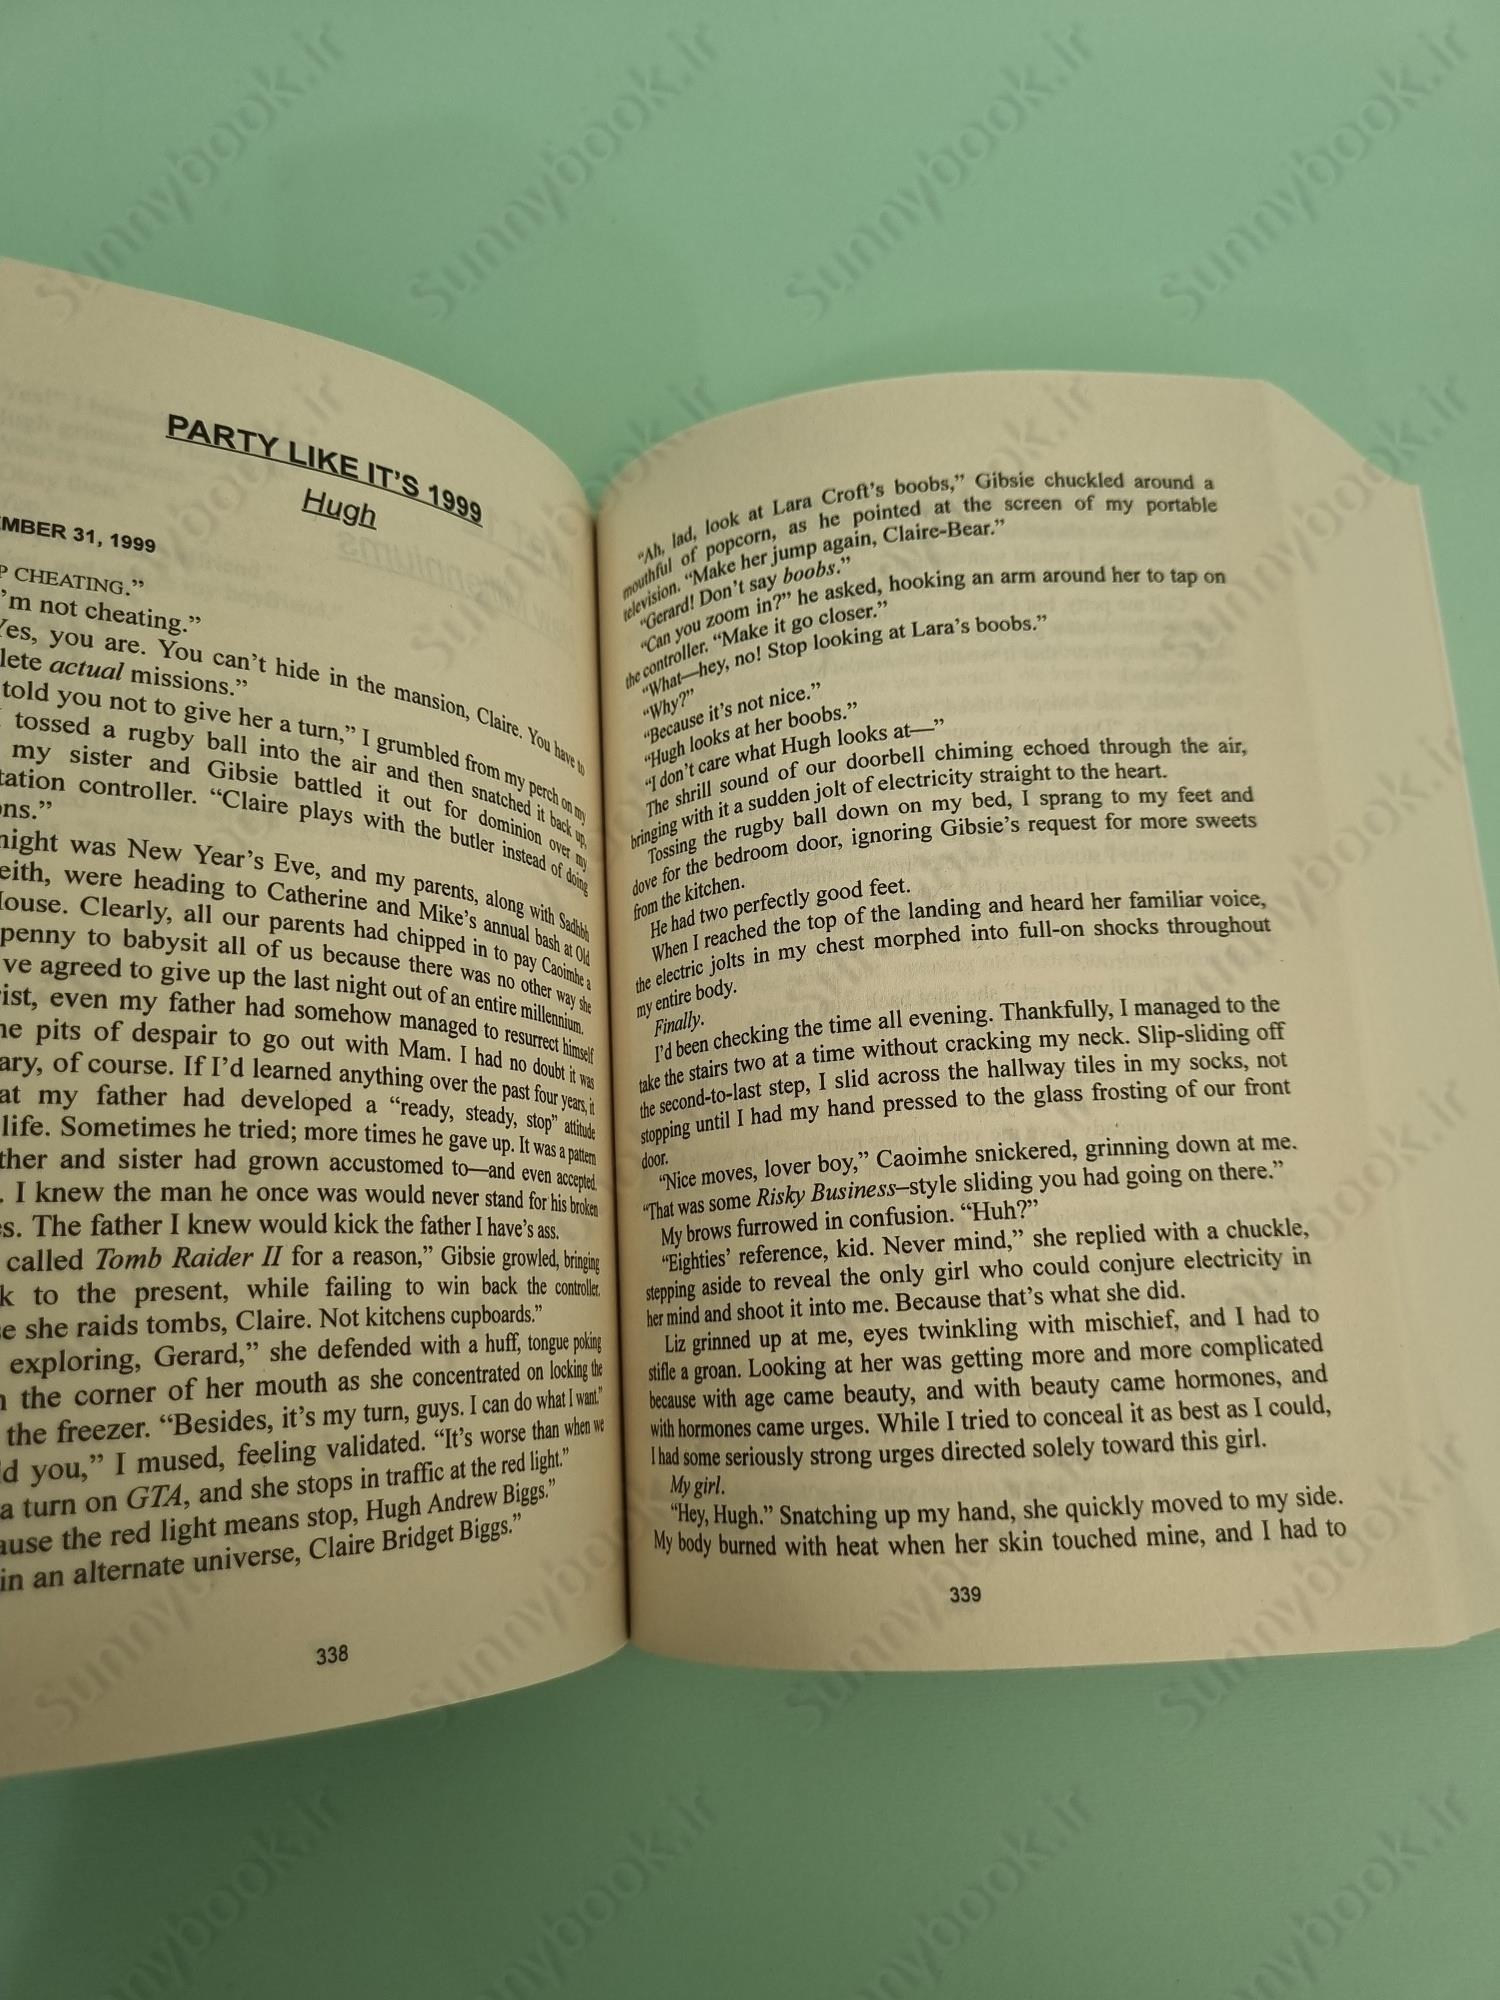 PARTY LIKE IT'S 1999
Hugh
MBER 31, 1999
P CHEATING.”
'm not cheating.”
Yes, you are. You can't hide in the mansion, Claire. You have to
lete actual missions.”
told you not to give her a turn,” I grumbled from my perch on my
I tossed a rugby ball into the air and then snatched it back up,
my sister and Gibsie battled it out for dominion over my
tation controller. “Claire plays with the butler instead of doing
ons.”
night was New Year's Eve, and my parents, along with Sadhbh
eith, were heading to Catherine and Mike's annual bash at Old
House. Clearly, all our parents had chipped in to pay Caoimhe a
penny to babysit all of us because there was no other way she
ve agreed to give up the last night out of an entire millennium.
rist, even my father had somehow managed to resurrect himself
he pits of despair to go out with Mam. I had no doubt it was
ary, of course. If I'd learned anything over the past four years, it
at my father had developed a “ready, steady, stop” attitude
life. Sometimes he tried; more times he gave up. It was a pattern
ther and sister had grown accustomed to—and even accepted.
. I knew the man he once was would never stand for his broken
es. The father I knew would kick the father I have's ass.
called Tomb Raider II for a reason,” Gibsie growled, bringing
k to the present, while failing to win back the controller.
e she raids tombs, Claire. Not kitchens cupboards.”
exploring, Gerard,” she defended with a huff, tongue poking
n the corner of her mouth as she concentrated on locking the
the freezer. “Besides, it's my turn, guys. I can do what I want.”
d you,” I mused, feeling validated. “It's worse than when we
a turn on GTA, and she stops in traffic at the red light.”
ause the red light means stop, Hugh Andrew Biggs.”
in an alternate universe, Claire Bridget Biggs.”
338
“Ah, lad, look at Lara Croft's boobs,” Gibsie chuckled around a
mouthful of popcorn, as he pointed at the screen of my portable
television. “Make her jump again, Claire-Bear.”
“Gerard! Don't say boobs.”
“Can you zoom in?” he asked, hooking an arm around her to tap on
the controller. “Make it go closer.”
“What—hey, no! Stop looking at Lara's boobs.”
“Why?”
“Because it's not nice.”
“Hugh looks at her boobs.”
“I don't care what Hugh looks at—”
The shrill sound of our doorbell chiming echoed through the air,
bringing with it a sudden jolt of electricity straight to the heart.
Tossing the rugby ball down on my bed, I sprang to my feet and
dove for the bedroom door, ignoring Gibsie's request for more sweets
from the kitchen.
He had two perfectly good feet.
When I reached the top of the landing and heard her familiar voice,
the electric jolts in my chest morphed into full-on shocks throughout
my entire body.
Finally.
I'd been checking the time all evening. Thankfully, I managed to the
take the stairs two at a time without cracking my neck. Slip-sliding off
the second-to-last step, I slid across the hallway tiles in my socks, not
stopping until I had my hand pressed to the glass frosting of our front
door.
“Nice moves, lover boy,” Caoimhe snickered, grinning down at me.
“That was some Risky Business–style sliding you had going on there.”
My brows furrowed in confusion. “Huh?”
“Eighties' reference, kid. Never mind,” she replied with a chuckle,
stepping aside to reveal the only girl who could conjure electricity in
her mind and shoot it into me. Because that's what she did.
Liz grinned up at me, eyes twinkling with mischief, and I had to
stifle a groan. Looking at her was getting more and more complicated
because with age came beauty, and with beauty came hormones, and
with hormones came urges. While I tried to conceal it as best as I could,
I had some seriously strong urges directed solely toward this girl.
My girl.
“Hey, Hugh.” Snatching up my hand, she quickly moved to my side.
My body burned with heat when her skin touched mine, and I had to
339
sunnybook.ir